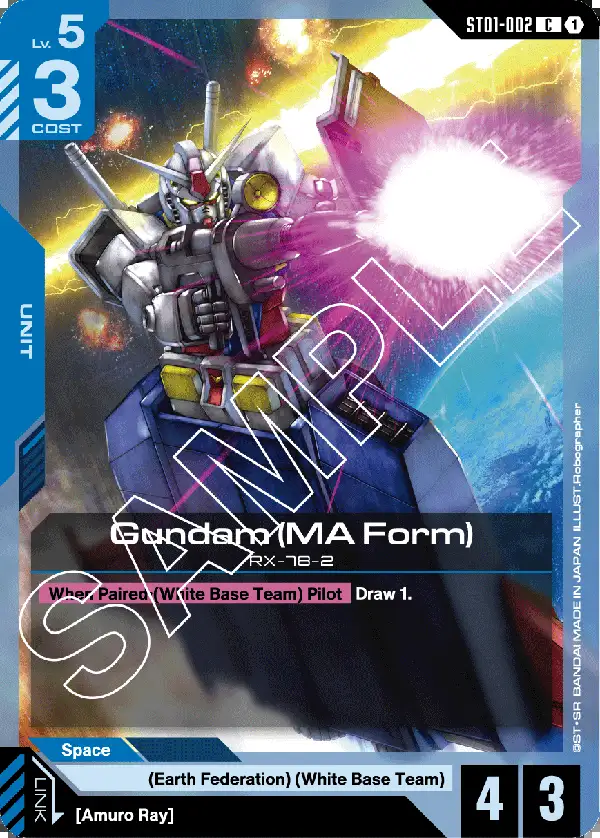 Lv. 5
ST01-002 C 1
3
COST
UNIT
SAMPLE
Gundam (MA Form)
RX-78-2
When Paired･(White Base Team) Pilot Draw 1.
©ST･SR BANDAI MADE IN JAPAN ILLUST.Robographer
Space
(Earth Federation) (White Base Team)
LINK
[Amuro Ray]
4 3